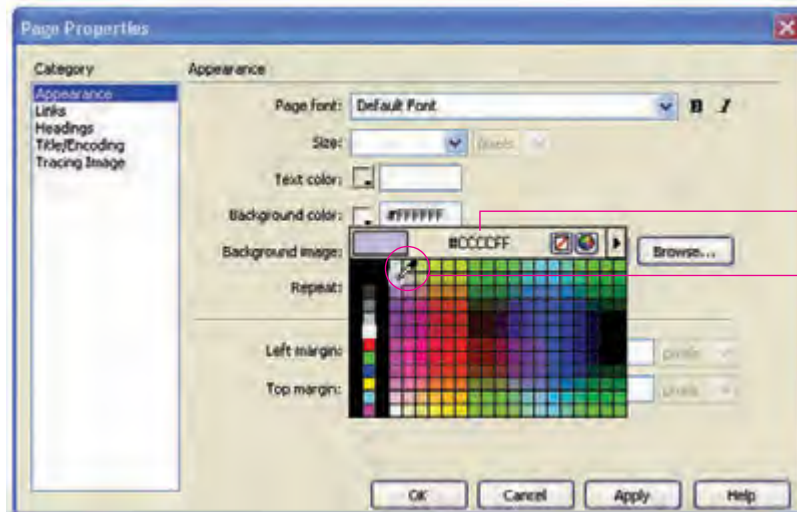 Page Properties
Category
Appearance
Appearance
Links
Headings
Title/Encoding
Tracing Image
Page font: Default Font B I
Size: pixels
Text color:
Background color: #FFFFFF
#CCCCFF
Background image: Browse...
Repeat:
Left margin: pixels
Top margin: pixels
OK Cancel Apply Help